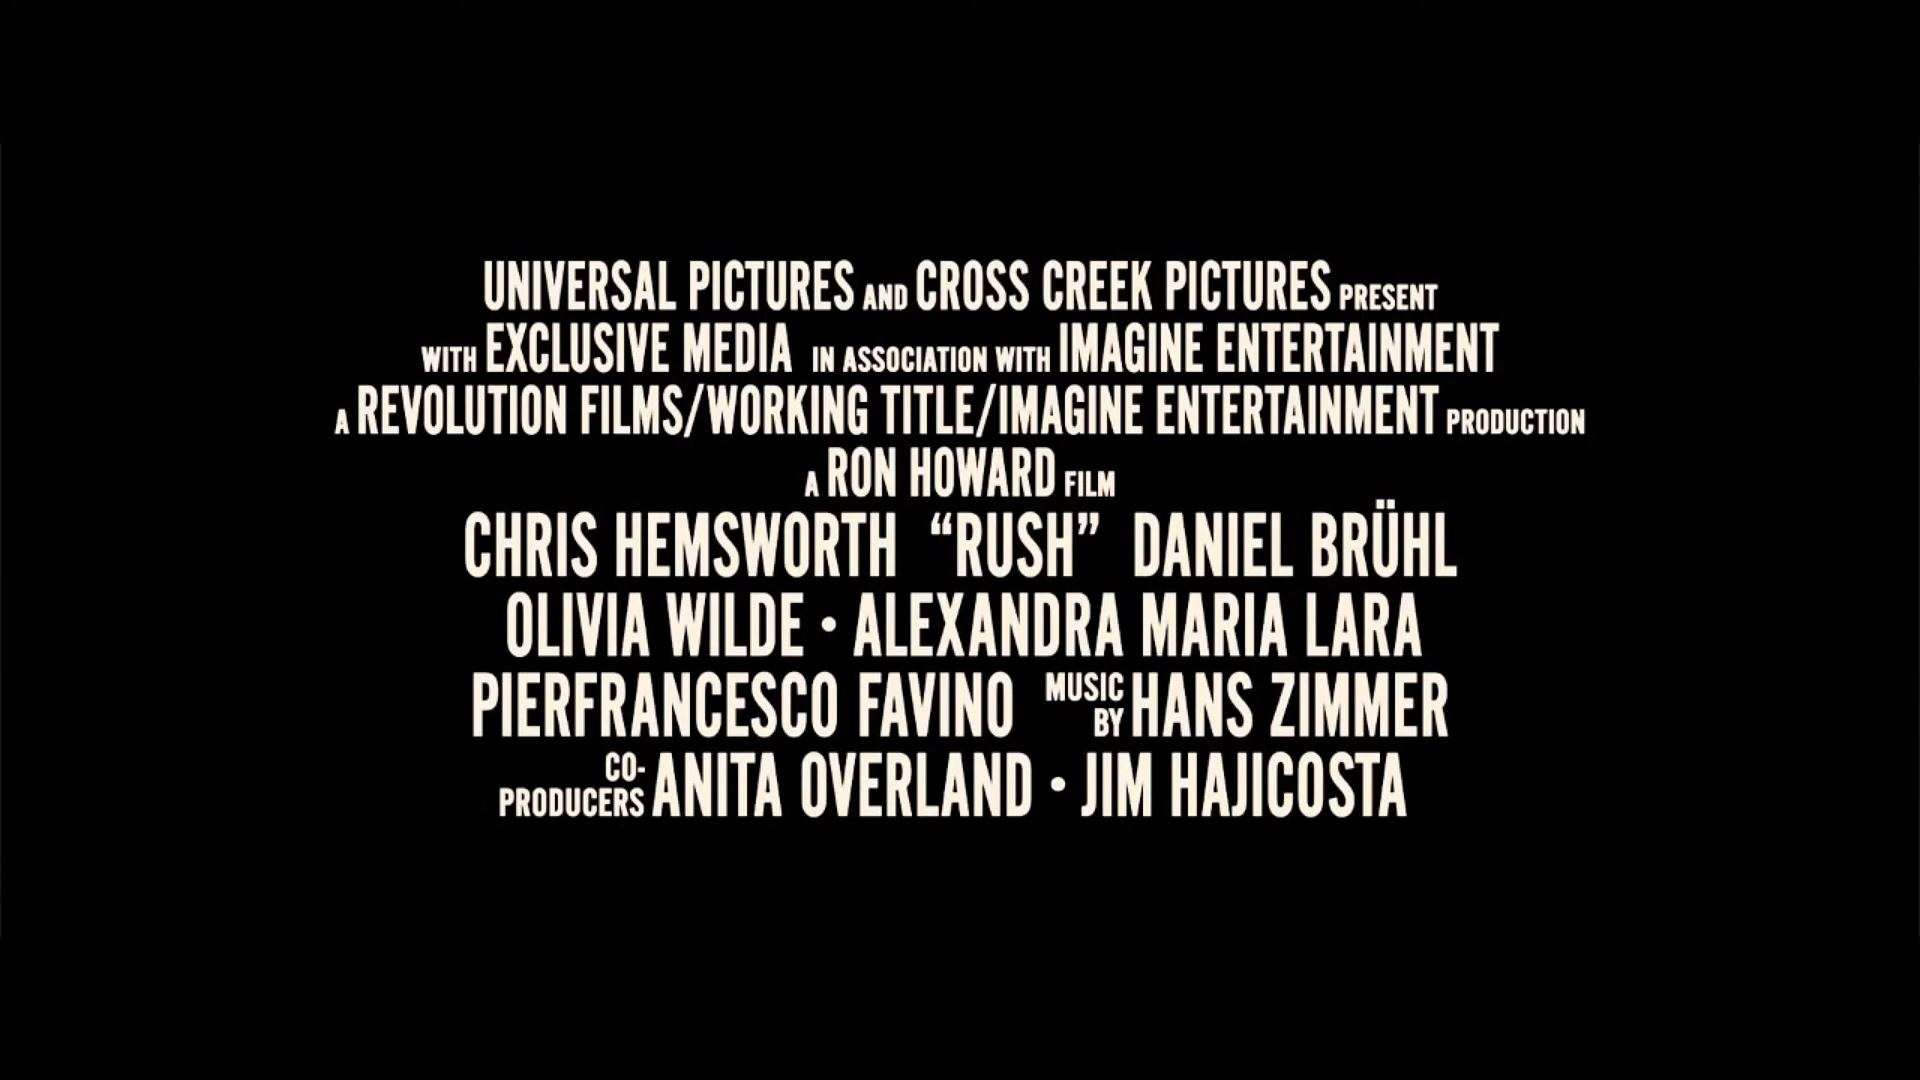 UNIVERSAL PICTURES AND CROSS CREEK PICTURES PRESENT
WITH EXCLUSIVE MEDIA IN ASSOCIATION WITH IMAGINE ENTERTAINMENT
A REVOLUTION FILMS/WORKING TITLE/IMAGINE ENTERTAINMENT PRODUCTION
A RON HOWARD FILM
CHRIS HEMSWORTH “RUSH” DANIEL BRÜHL
OLIVIA WILDE • ALEXANDRA MARIA LARA
PIERFRANCESCO FAVINO MUSIC BY HANS ZIMMER
CO-PRODUCERS ANITA OVERLAND • JIM HAJICOSTA